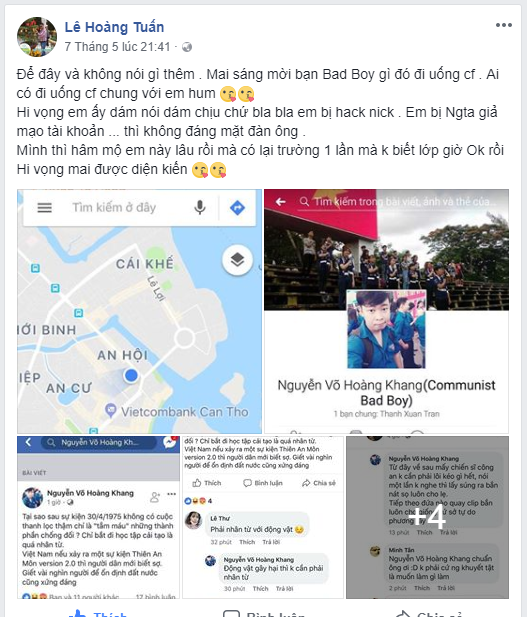 Lê Hoàng Tuấn
7 Tháng 5 lúc 21:41
Để đây và không nói gì thêm . Mai sáng mời bạn Bad Boy gì đó đi uống cf . Ai
có đi uống cf chung với em hum 😘😘
Hi vọng em ấy dám nói dám chịu chứ bla bla em bị hack nick . Em bị Ngta giả
mạo tài khoản ... thì không đáng mặt đàn ông .
Mình thì hâm mộ em này lâu rồi mà có lại trường 1 lần mà k biết lớp giờ Ok rồi
Hi vọng mai được diện kiến 😘😘
Tìm kiếm ở đây
CÁI KHẾ
Lê Lợi
ƯỚI BINH
AN HỘI
IỆP
AN CƯ
Vietcombank Can Tho
Tìm kiếm trong bài viết, ảnh và thẻ của...
Nguyễn Võ Hoàng Khang(Communist
Bad Boy)
1 bạn chung: Thanh Xuan Tran
Nguyễn Võ Hoàng Kh...
BÀI VIẾT
Nguyễn Võ Hoàng Khang
1 giờ
Tại sao sau sự kiện 30/4/1975 không có cuộc
thanh lọc thậm chí là "tắm máu" những thành
phần chống đối ? Chỉ bắt đi học tập cải tạo là
quá nhân từ.
Việt Nam nếu xảy ra một sự kiện Thiên An
Môn version 2.0 thì người dân mới biết sợ.
Giết vài nghìn người để ổn định đất nước
cũng xứng đáng
Bạn và 11 người khác
17 bình luận
đối ? Chỉ bắt đi học tập cải tạo là quá nhân từ.
Việt Nam nếu xảy ra một sự kiện Thiên An Môn
version 2.0 thì người dân mới biết sợ. Giết vài nghìn
người để ổn định đất nước cũng xứng đáng
Thích
Bình luận
Chia sẻ
4
Lê Thư
Phải nhân từ với động vật
32 phút
Thích
Trả lời
Nguyễn Võ Hoàng Khang
Động vật gây hại thì k cần phải
nhân từ
30 phút
Thích
Trả lời
Nguyễn Võ Hoàng Khang
Từ đây về sau mấy chiến sĩ công
an k cần phải lôi kéo gì hết, nói
một lần k nghe thì lấy súng ra bắn
nát sọ luôn cho lẹ.
Tiếp theo đứa nào quay clip bắn
phương
13 phút
Thích
Trả lời
+4
Minh Tân
Nguyễn Võ Hoàng Khang chuẩn
ông ơi :D k phải cứ ng khuyết tật
là muốn làm gì làm
Thích
Bình luận
Chia sẻ